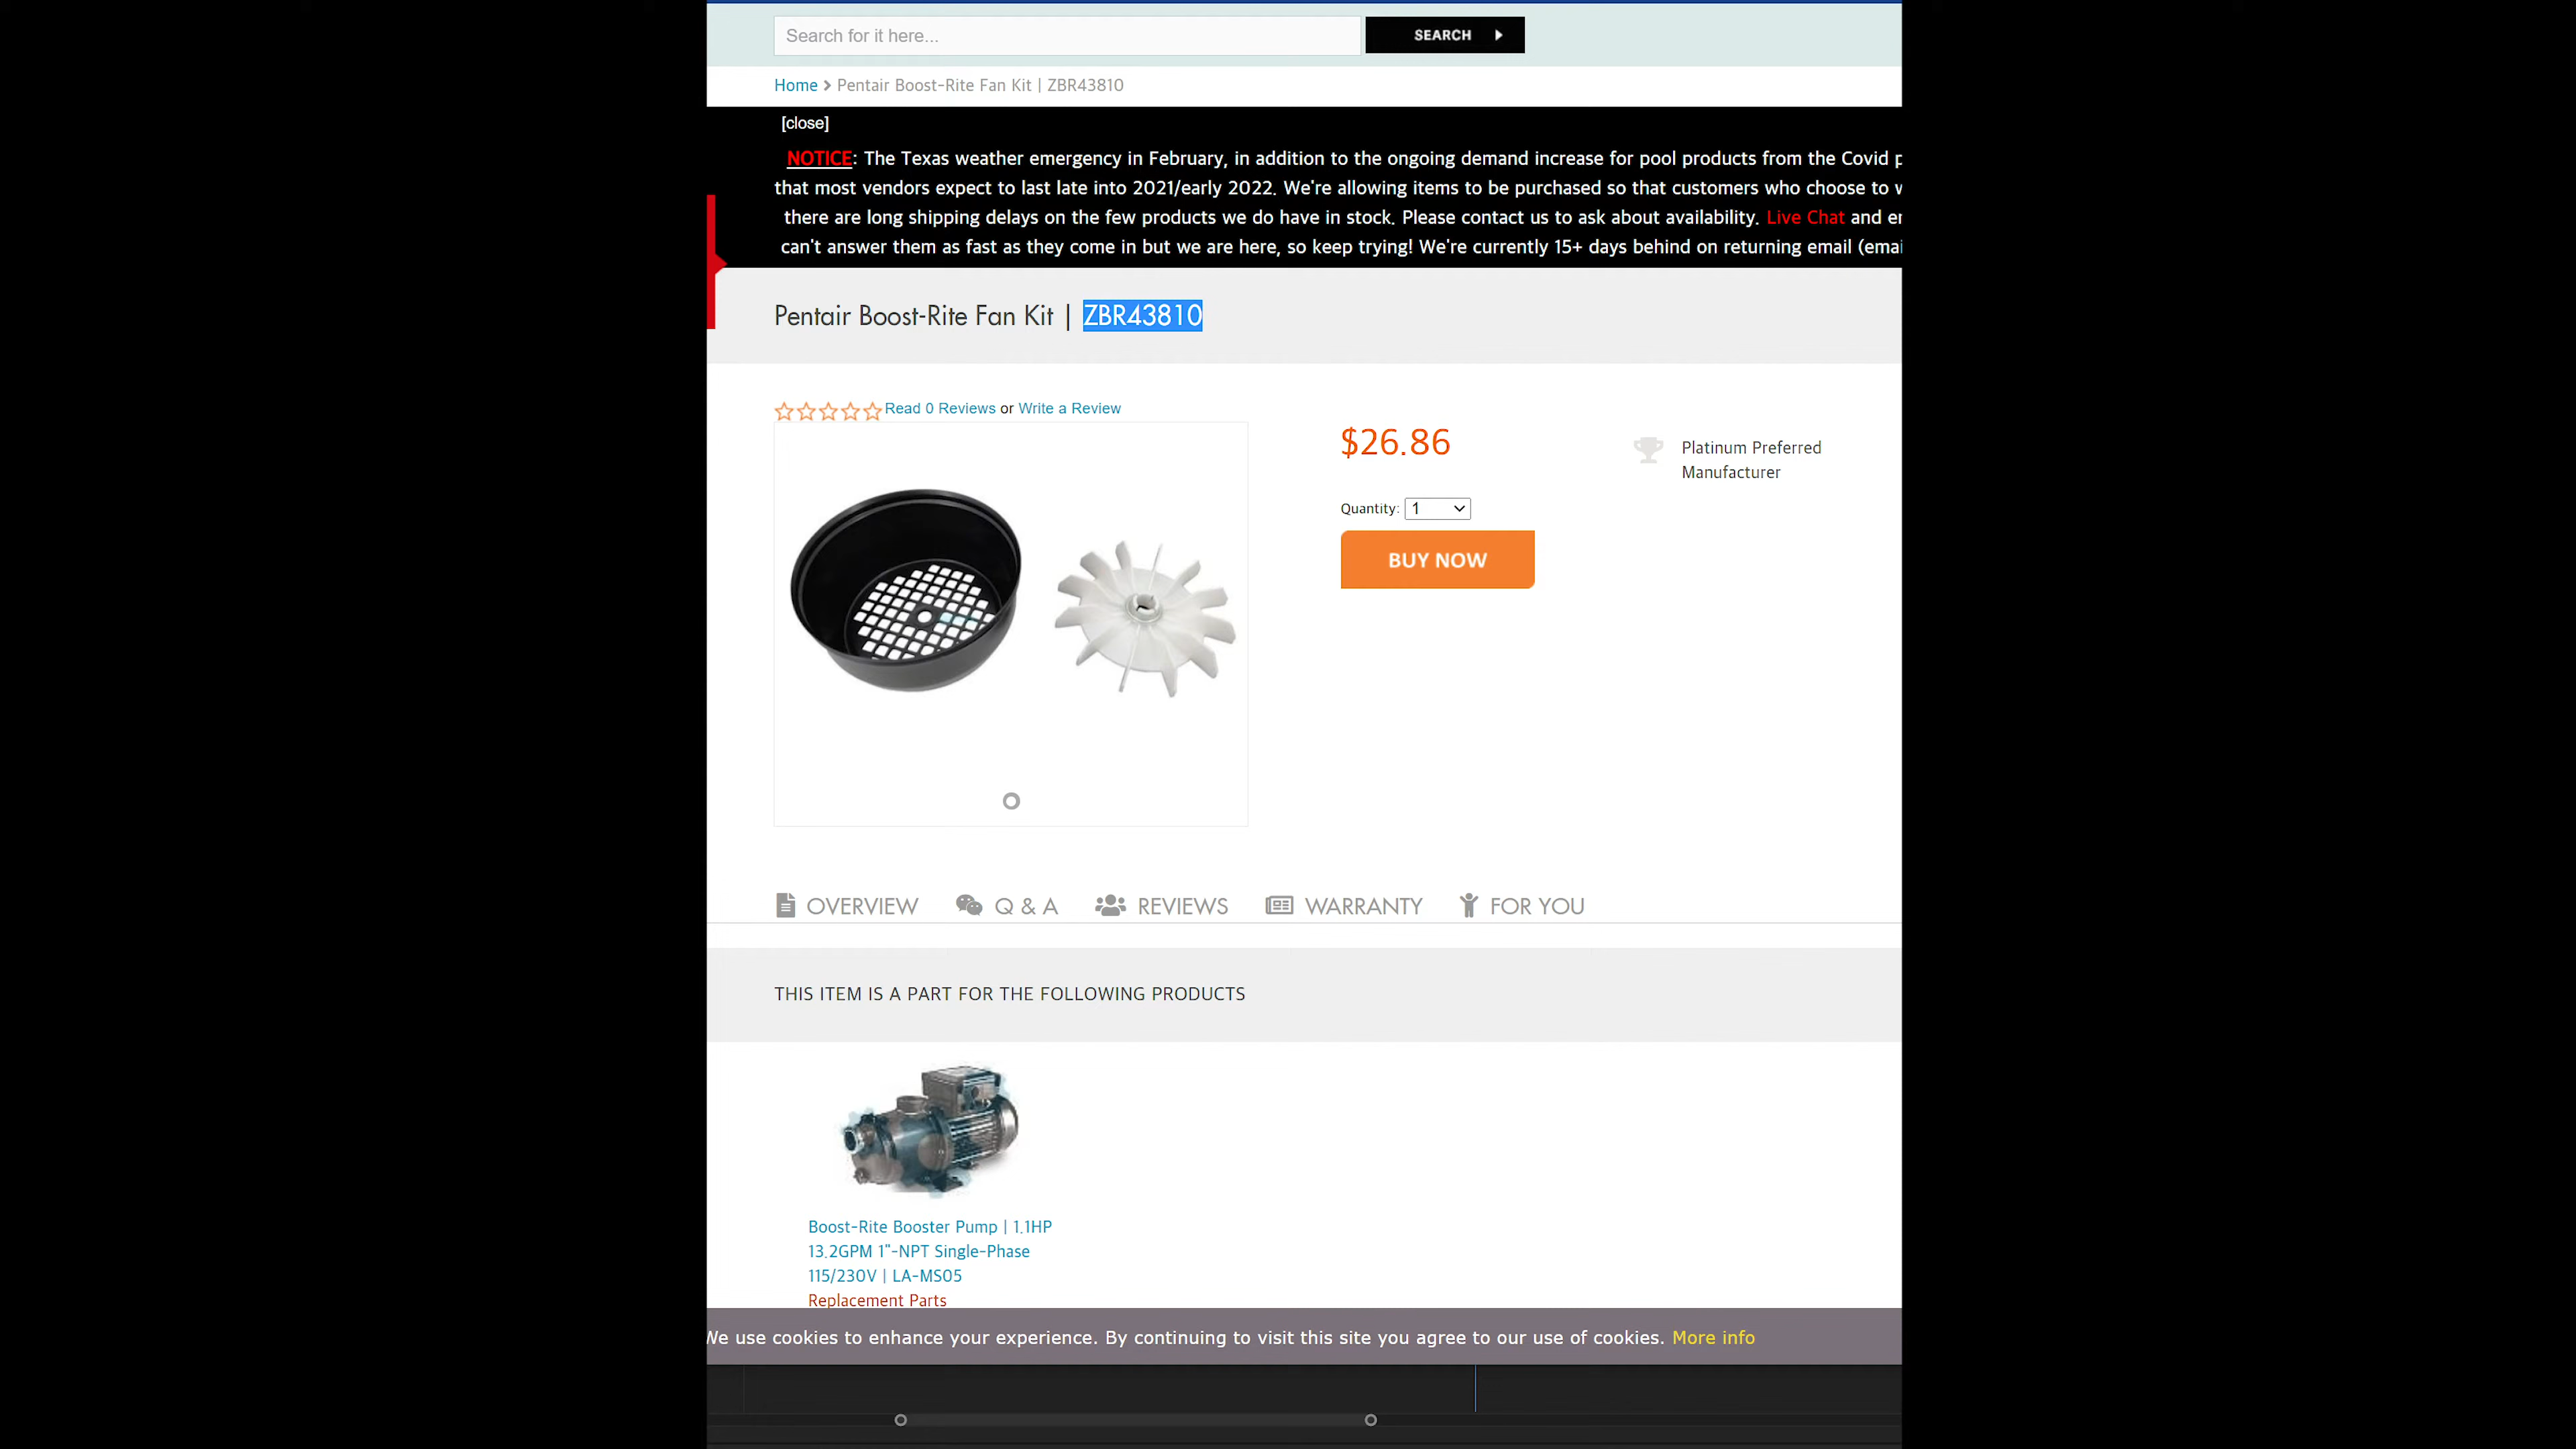 Search for it here...
SEARCH
Home > Pentair Boost-Rite Fan Kit | ZBR43810
[close]
NOTICE: The Texas weather emergency in February, in addition to the ongoing demand increase for pool products from the Covid
that most vendors expect to last late into 2021/early 2022. We're allowing items to be purchased so that customers who choose to
there are long shipping delays on the few products we do have in stock. Please contact us to ask about availability. Live Chat and
can't answer them as fast as they come in but we are here, so keep trying! We're currently 15+ days behind on returning email
Pentair Boost-Rite Fan Kit | ZBR43810
Read 0 Reviews or Write a Review
$26.86
Platinum Preferred
Manufacturer
Quantity: 1
BUY NOW
OVERVIEW Q & A REVIEWS WARRANTY FOR YOU
THIS ITEM IS A PART FOR THE FOLLOWING PRODUCTS
Boost-Rite Booster Pump | 1.1HP
13.2GPM 1"-NPT Single-Phase
115/230V | LA-MS05
Replacement Parts
We use cookies to enhance your experience. By continuing to visit this site you agree to our use of cookies. More info